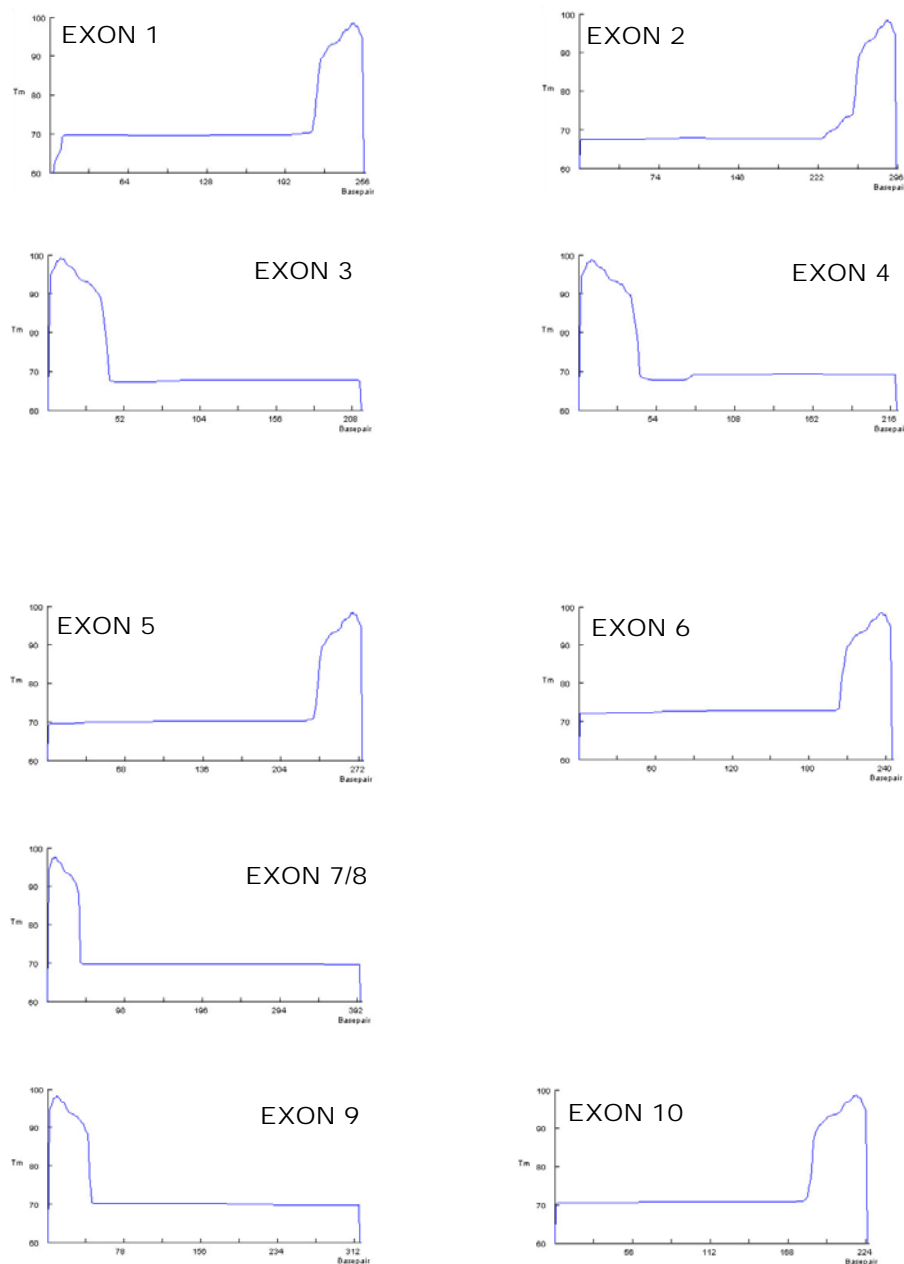 EXON 1
100
90
Tm 80
70
60
64 128 192 256
Basepair
EXON 2
100
90
Tm 80
70
60
74 148 222 296
Basepair
EXON 3
100
90
Tm 80
70
60
52 104 156 208
Basepair
EXON 4
100
90
Tm 80
70
60
54 108 162 216
Basepair
EXON 5
100
90
Tm 80
70
60
68 136 204 272
Basepair
EXON 6
100
90
Tm 80
70
60
60 120 180 240
Basepair
EXON 7/8
100
90
Tm 80
70
60
98 196 294 392
Basepair
EXON 9
100
90
Tm 80
70
60
78 156 234 312
Basepair
EXON 10
100
90
Tm 80
70
60
56 112 168 224
Basepair